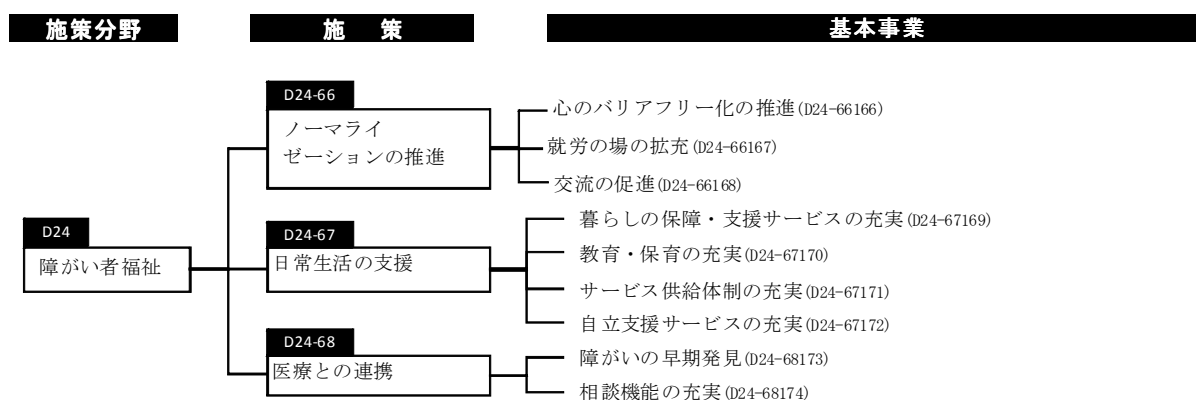 施策分野 施 策 基本事業
D24-66
ノーマライ
ゼーションの推進
心のバリアフリー化の推進(D24-66166)
就労の場の拡充(D24-66167)
交流の促進(D24-66168)
D24
障がい者福祉
D24-67
日常生活の支援
暮らしの保障・支援サービスの充実(D24-67169)
教育・保育の充実(D24-67170)
サービス供給体制の充実(D24-67171)
自立支援サービスの充実(D24-67172)
D24-68
医療との連携
障がいの早期発見(D24-68173)
相談機能の充実(D24-68174)